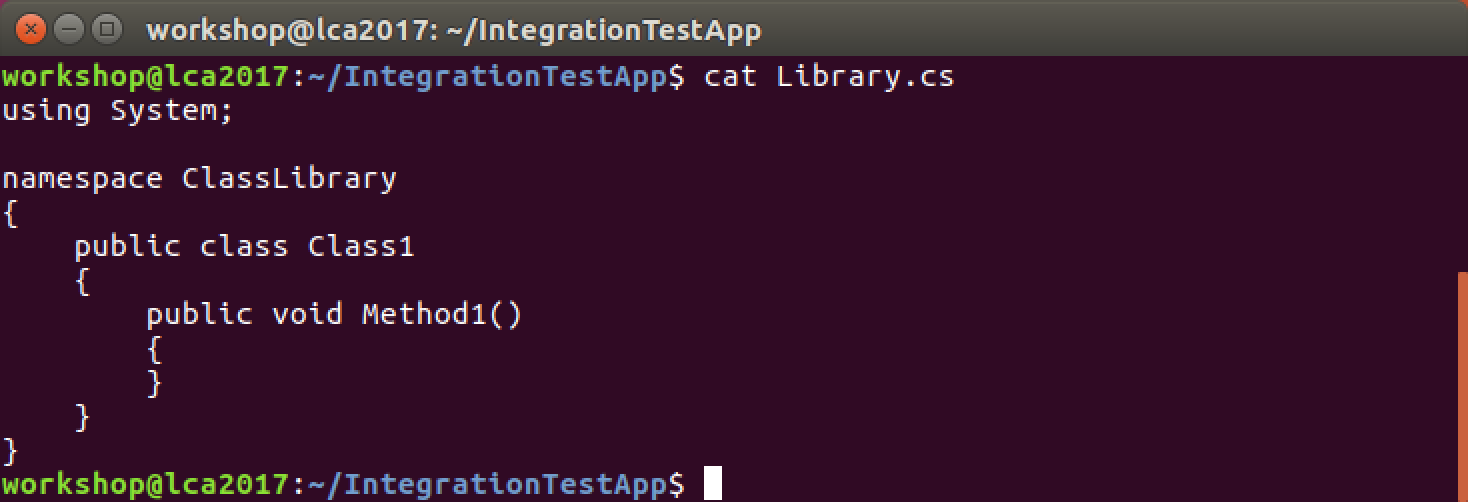 workshop@lca2017: ~/IntegrationTestApp
workshop@lca2017:~/IntegrationTestApp$ cat Library.cs
using System;

namespace ClassLibrary
{
    public class Class1
    {
        public void Method1()
        {
        }
    }
}
workshop@lca2017:~/IntegrationTestApp$